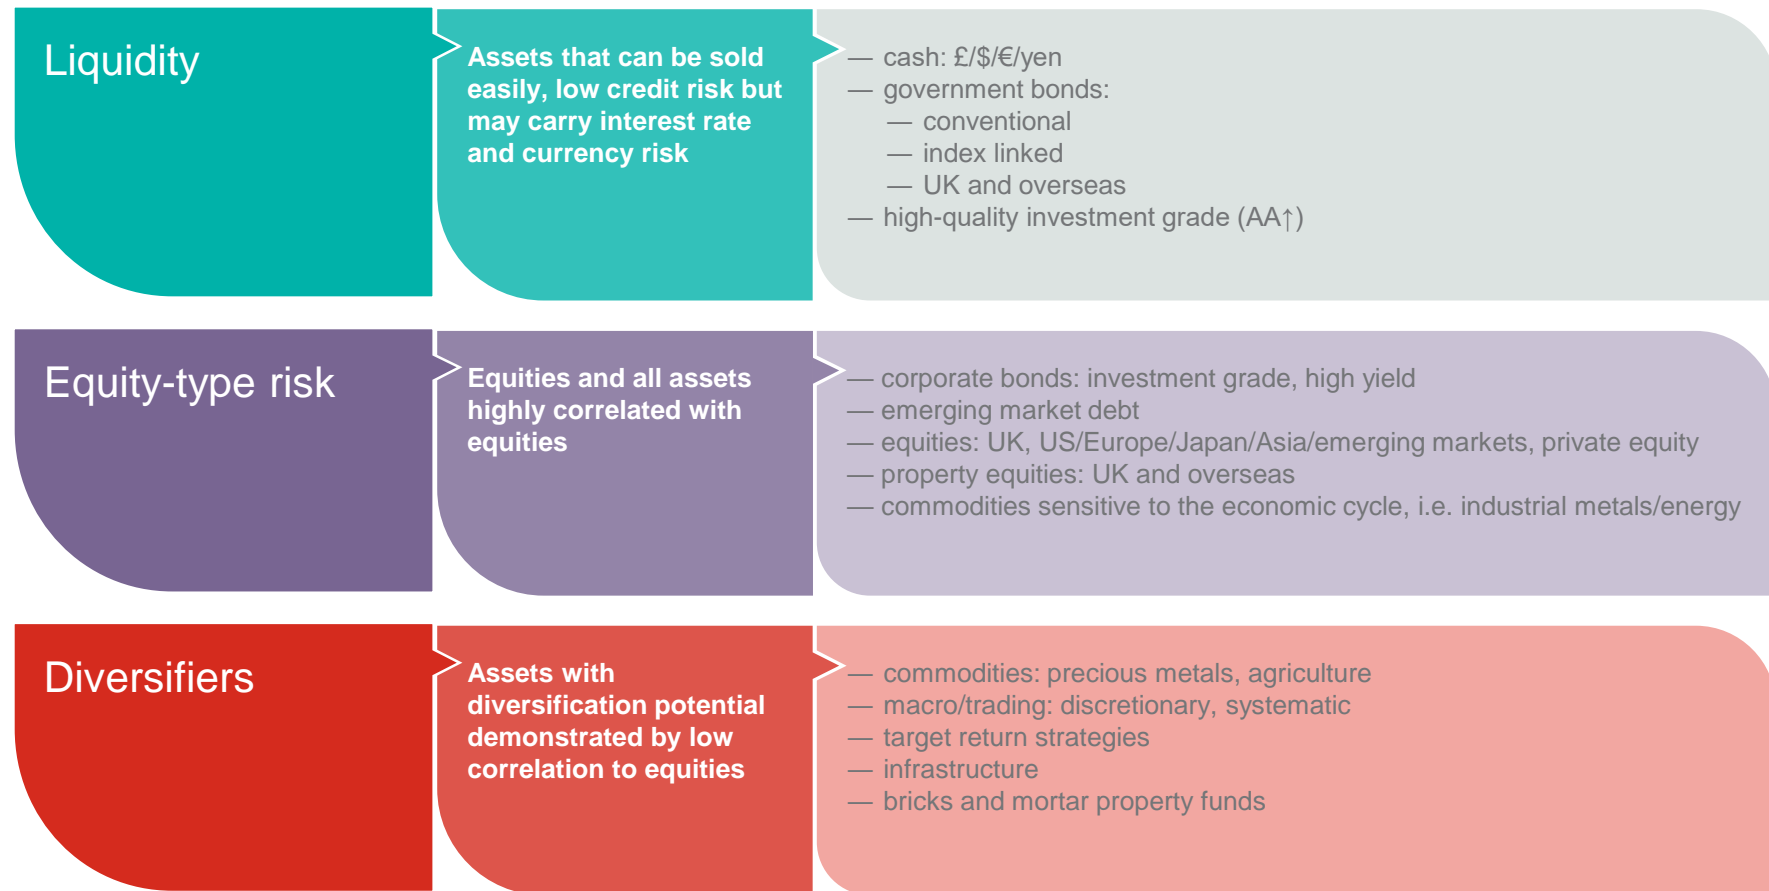 Liquidity
Assets that can be sold
easily, low credit risk but
may carry interest rate
and currency risk
— cash: £/$/€/yen
— government bonds:
— conventional
— index linked
— UK and overseas
— high-quality investment grade (AA↑)
Equity-type risk
Equities and all assets
highly correlated with
equities
— corporate bonds: investment grade, high yield
— emerging market debt
— equities: UK, US/Europe/Japan/Asia/emerging markets, private equity
— property equities: UK and overseas
— commodities sensitive to the economic cycle, i.e. industrial metals/energy
Diversifiers
Assets with
diversification potential
demonstrated by low
correlation to equities
— commodities: precious metals, agriculture
— macro/trading: discretionary, systematic
— target return strategies
— infrastructure
— bricks and mortar property funds